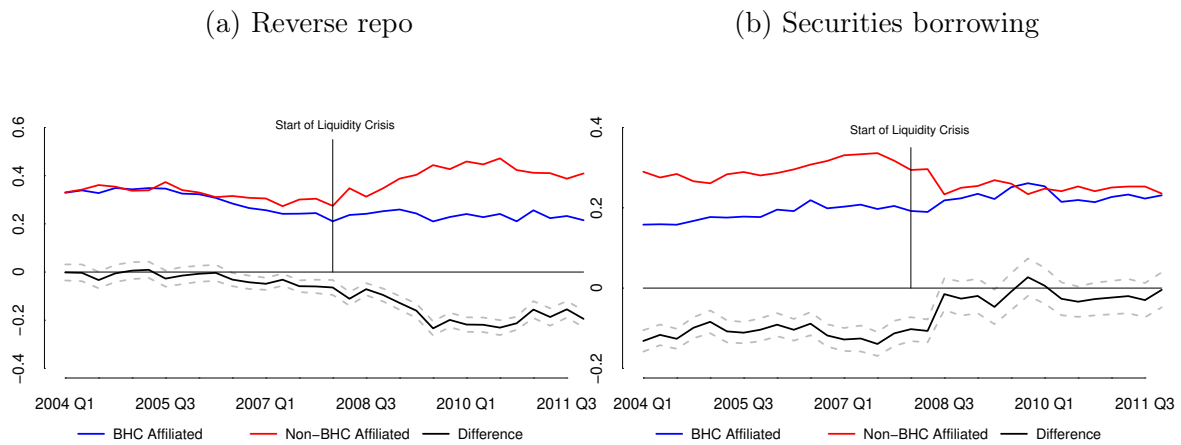 (a) Reverse repo
(b) Securities borrowing
Start of Liquidity Crisis
0.6
0.4
0.2
0
−0.2
−0.4
2004 Q1 2005 Q3 2007 Q1 2008 Q3 2010 Q1 2011 Q3
BHC Affiliated Non−BHC Affiliated Difference
Start of Liquidity Crisis
0.4
0.2
0
−0.2
2004 Q1 2005 Q3 2007 Q1 2008 Q3 2010 Q1 2011 Q3
BHC Affiliated Non−BHC Affiliated Difference